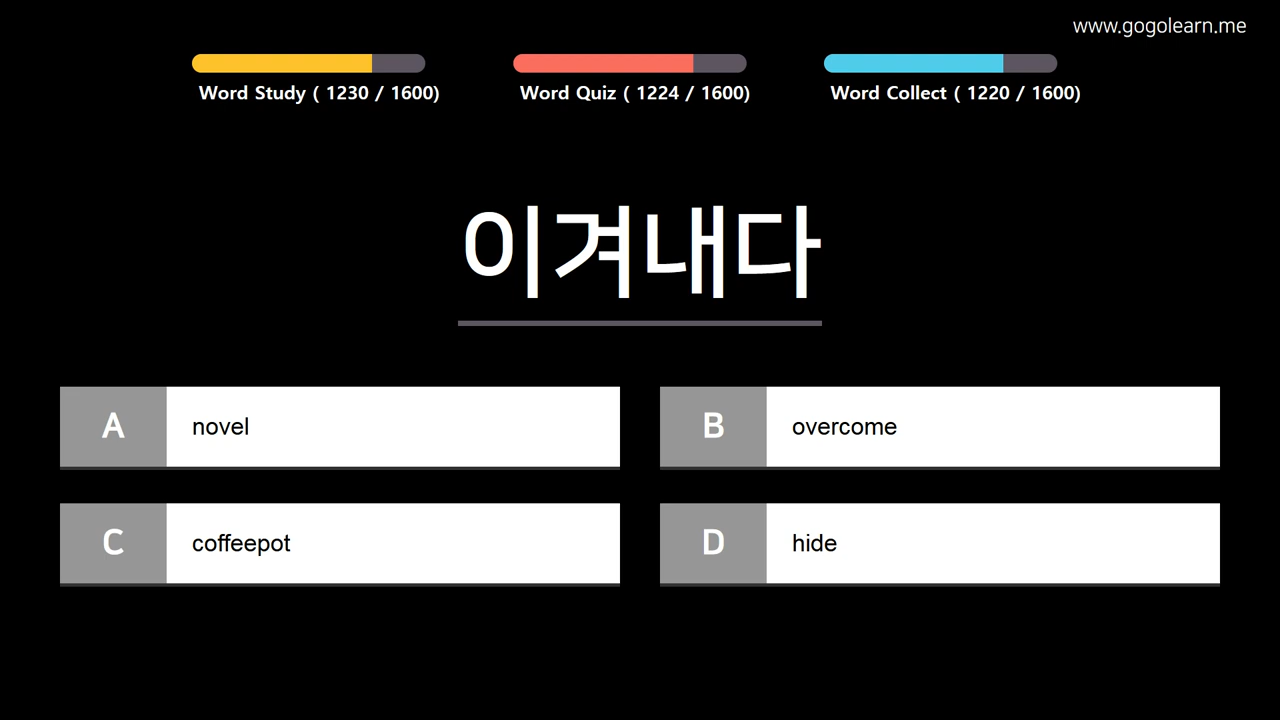 www.gogolearn.me
Word Study ( 1230 / 1600)
Word Quiz ( 1224 / 1600)
Word Collect ( 1220 / 1600)
이겨내다
A novel
B overcome
C coffeepot
D hide